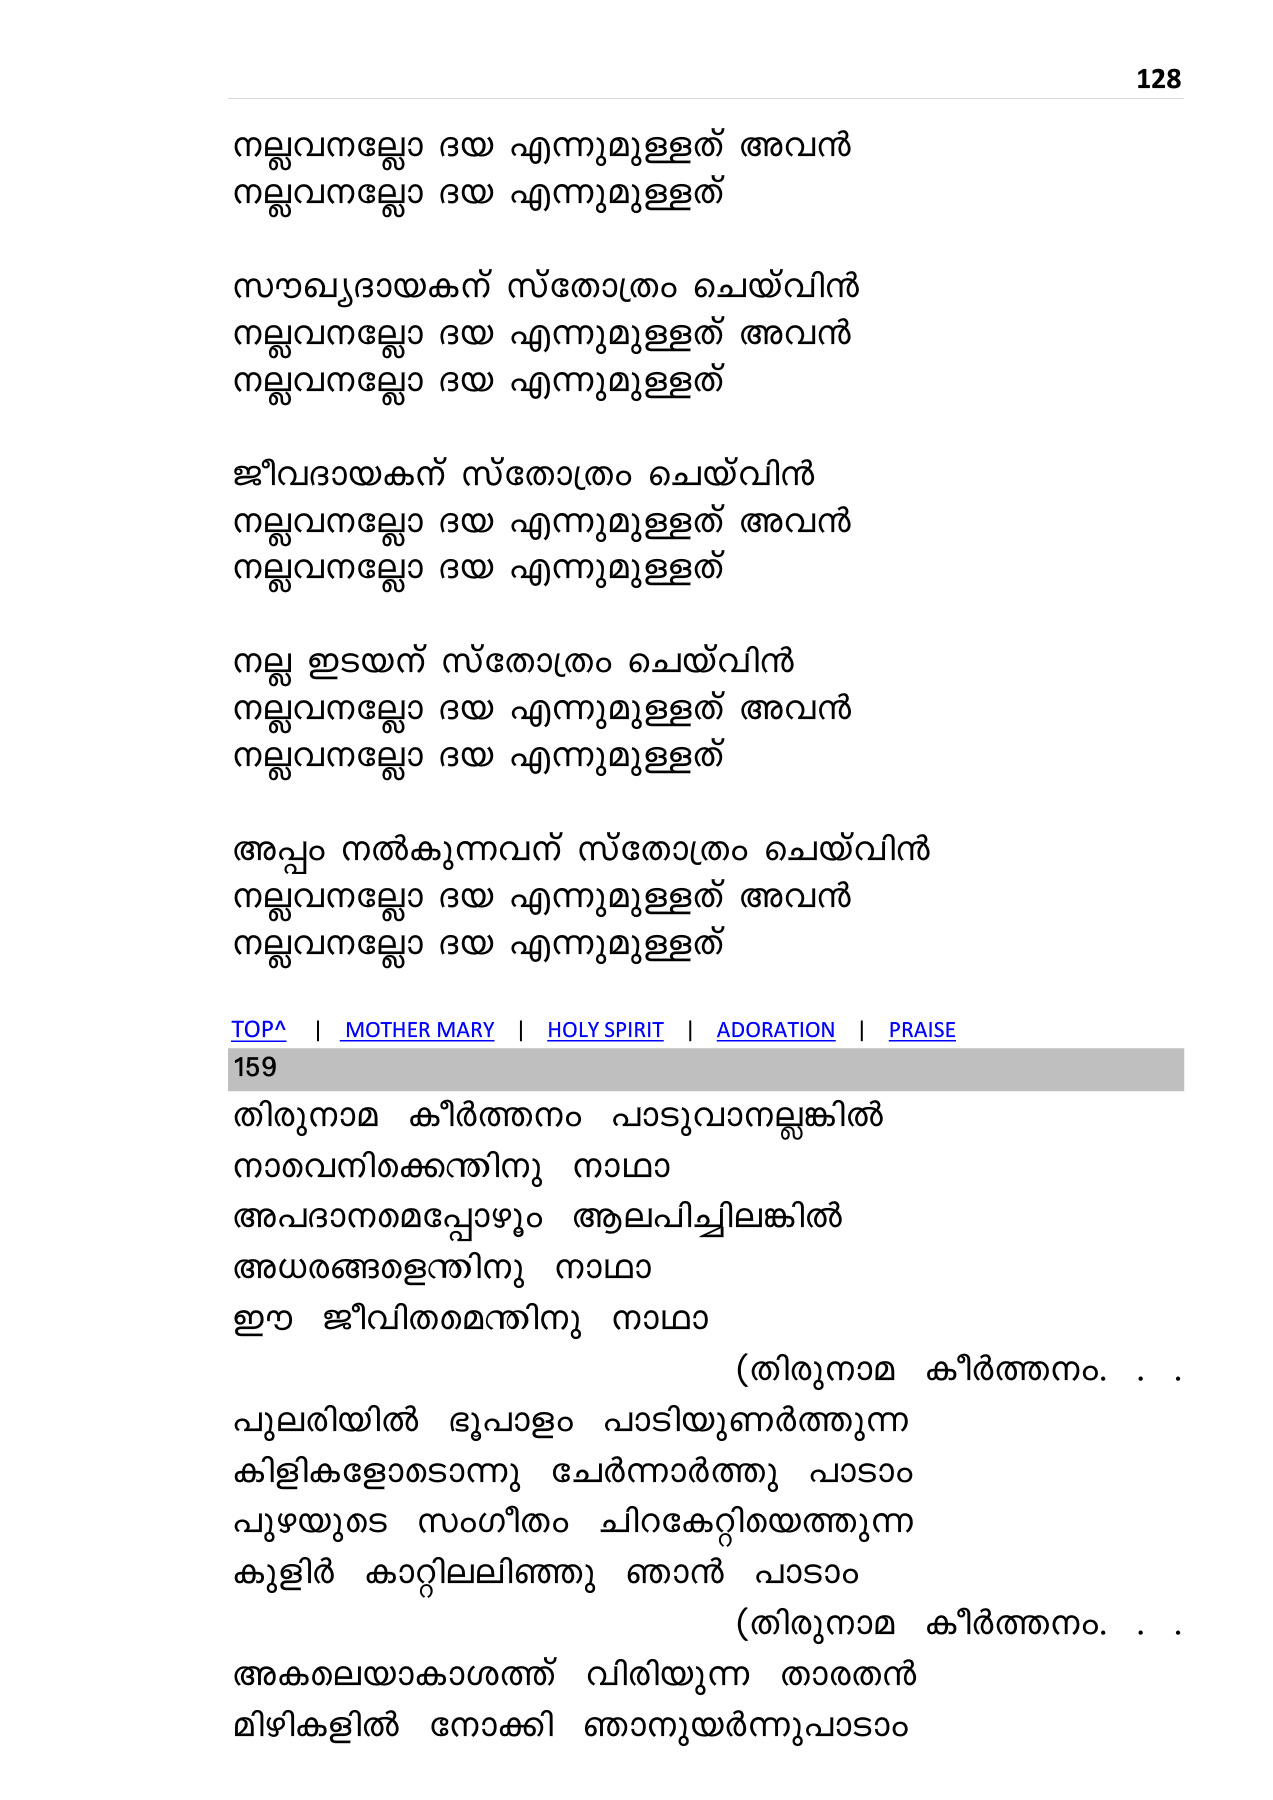 128
നല്ലവനല്ലോ ദയ എന്നുമുള്ളത് അവൻ
നല്ലവനല്ലോ ദയ എന്നുമുള്ളത്
സൗഖ്യദായകന് സ്തോത്രം ചെയ്‌വിൻ
നല്ലവനല്ലോ ദയ എന്നുമുള്ളത് അവൻ
നല്ലവനല്ലോ ദയ എന്നുമുള്ളത്
ജീവദായകന് സ്തോത്രം ചെയ്‌വിൻ
നല്ലവനല്ലോ ദയ എന്നുമുള്ളത് അവൻ
നല്ലവനല്ലോ ദയ എന്നുമുള്ളത്
നല്ല ഇടയന് സ്തോത്രം ചെയ്‌വിൻ
നല്ലവനല്ലോ ദയ എന്നുമുള്ളത് അവൻ
നല്ലവനല്ലോ ദയ എന്നുമുള്ളത്
അപ്പം നൽകുന്നവന് സ്തോത്രം ചെയ്‌വിൻ
നല്ലവനല്ലോ ദയ എന്നുമുള്ളത് അവൻ
നല്ലവനല്ലോ ദയ എന്നുമുള്ളത്
TOP^ | MOTHER MARY | HOLY SPIRIT | ADORATION | PRAISE
159
തിരുനാമ കീർത്തനം പാടുവാനല്ലങ്കിൽ
നാവെനിക്കെന്തിനു നാഥാ
അപദാനമെപ്പോഴൂം ആലപിച്ചിലങ്കിൽ
അധരങ്ങളെന്തിനു നാഥാ
ഈ ജീവിതമെന്തിനു നാഥാ
(തിരുനാമ കീർത്തനം. . .
പുലരിയിൽ ഭൂപാളം പാടിയുണർത്തുന്ന
കിളികളോടൊന്നു ചേർന്നാർത്തു പാടാം
പുഴയുടെ സംഗീതം ചിറകേറ്റിയെത്തുന്ന
കുളിർ കാറ്റിലലിഞ്ഞു ഞാൻ പാടാം
(തിരുനാമ കീർത്തനം. . .
അകലെയാകാശത്ത് വിരിയുന്ന താരതൻ
മിഴികളിൽ നോക്കി ഞാനുയർന്നുപാടാം